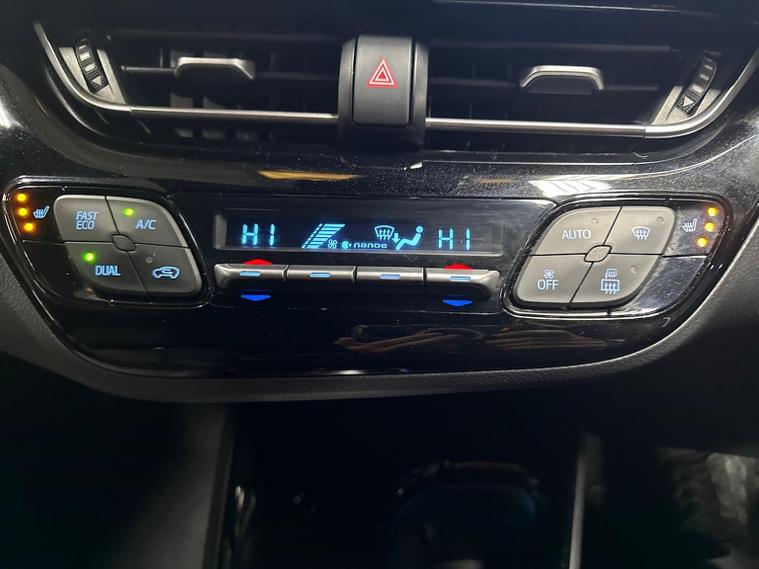 FAST
ECO
A/C
DUAL
HI
nanoe
HI
AUTO
OFF